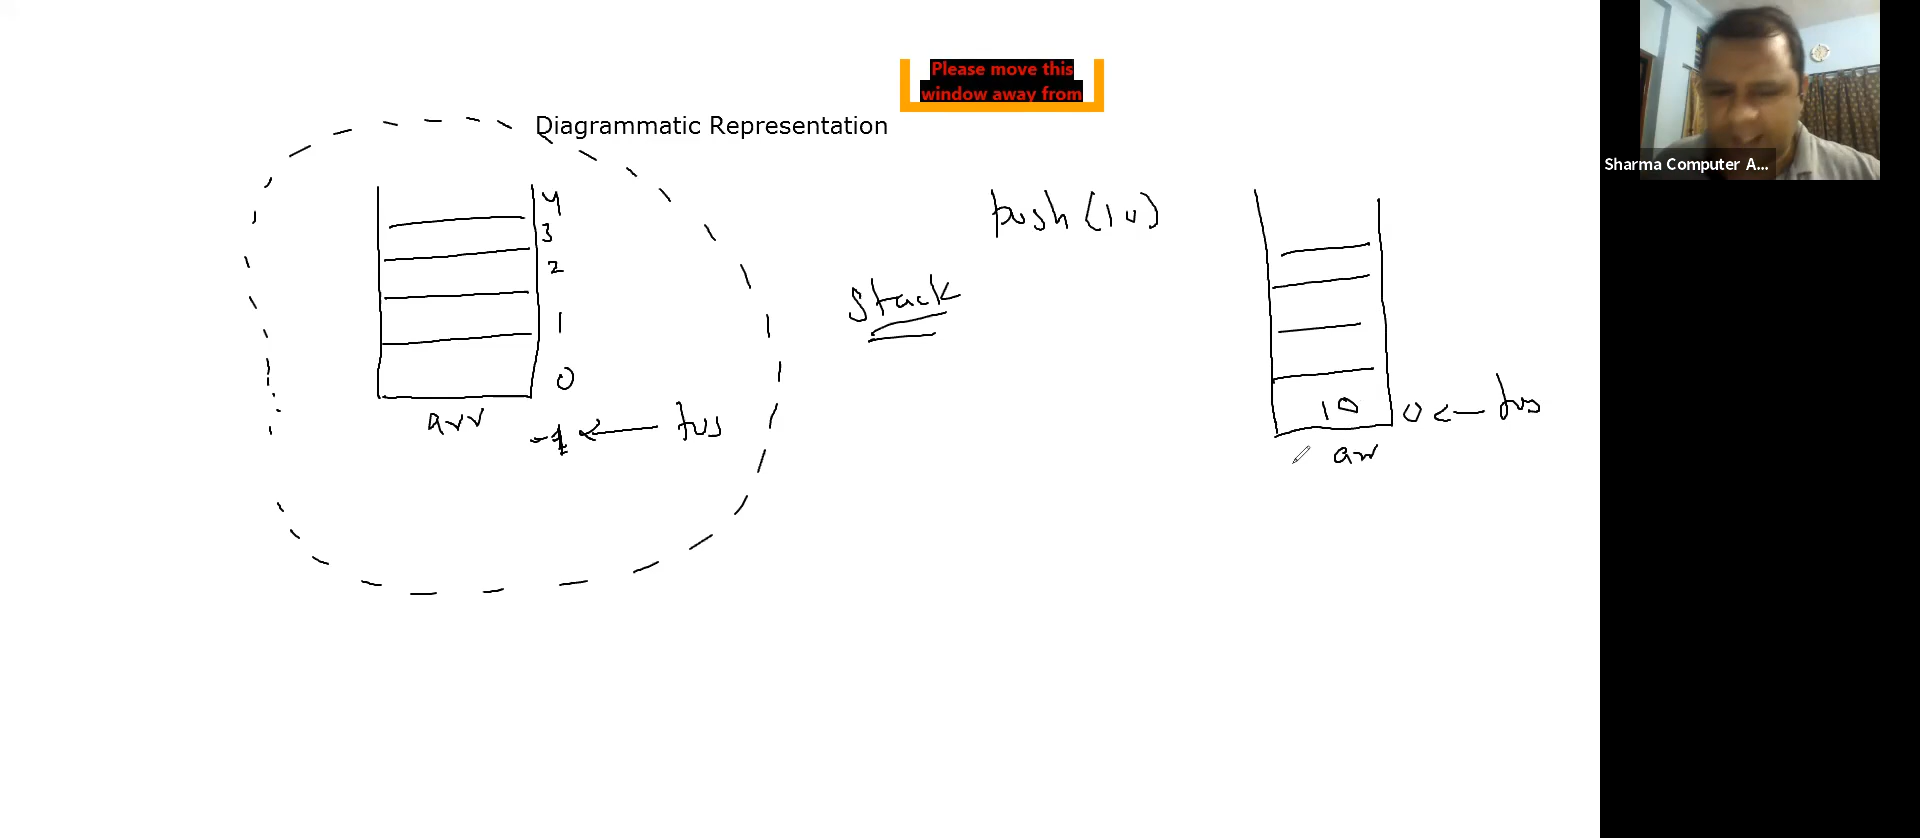 Please move this
window away from
Sharma Computer A...
Diagrammatic Representation
4
3
2
1
0
arr
-1 ← tos
stack
push (10)
10
0 ← tos
arr